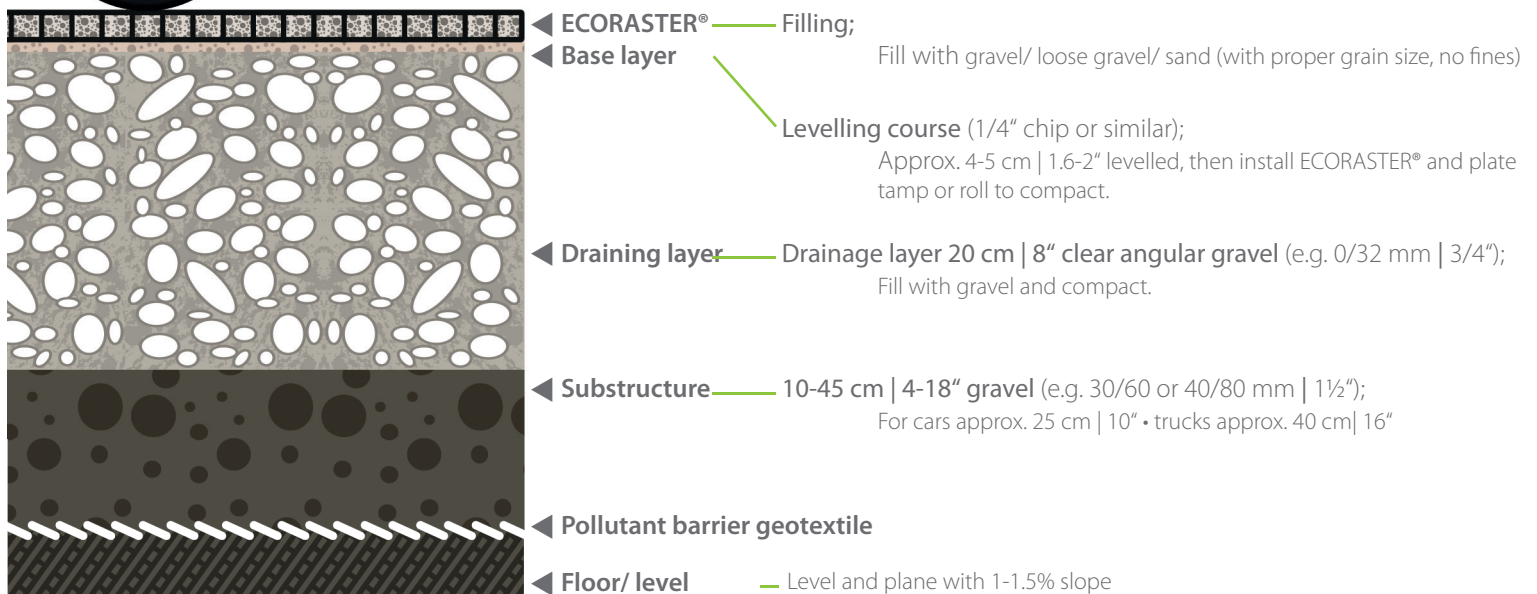 ECORASTER® Filling;
Base layer Fill with gravel/ loose gravel/ sand (with proper grain size, no fines)
Levelling course (1/4“ chip or similar);
Approx. 4-5 cm | 1.6-2“ levelled, then install ECORASTER® and plate
tamp or roll to compact.
Draining layer Drainage layer 20 cm | 8“ clear angular gravel (e.g. 0/32 mm | 3/4“);
Fill with gravel and compact.
Substructure 10-45 cm | 4-18“ gravel (e.g. 30/60 or 40/80 mm | 1½“);
For cars approx. 25 cm | 10“ • trucks approx. 40 cm| 16“
Pollutant barrier geotextile
Floor/ level Level and plane with 1-1.5% slope